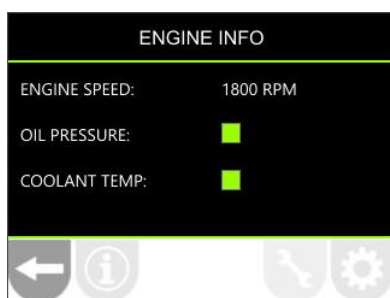 ENGINE INFO
ENGINE SPEED: 1800 RPM
OIL PRESSURE:
COOLANT TEMP: